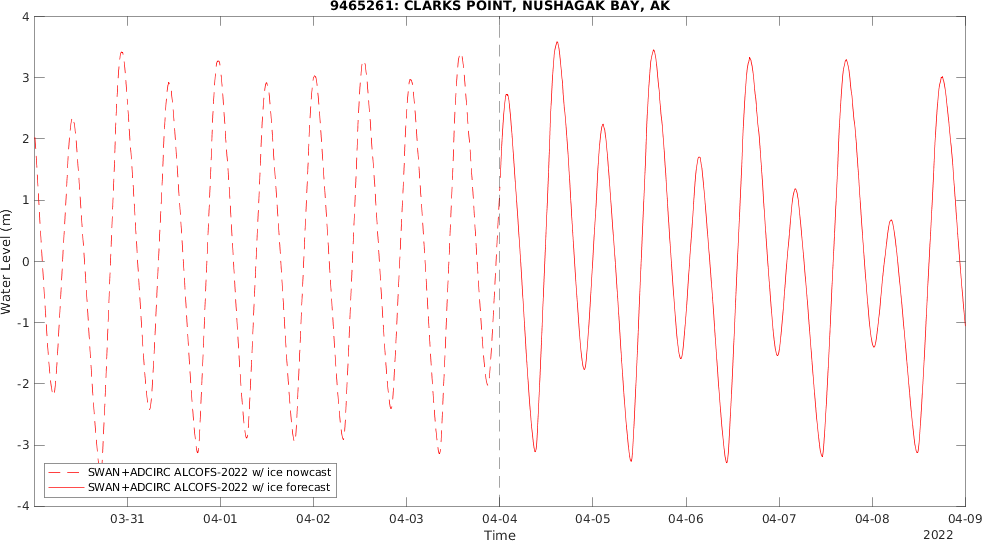 9465261: CLARKS POINT, NUSHAGAK BAY, AK
4
3
2
1
0
-1
-2
-3
-4
Water Level (m)
SWAN+ADCIRC ALCOFS-2022 w/ ice nowcast
SWAN+ADCIRC ALCOFS-2022 w/ ice forecast
03-31 04-01 04-02 04-03 04-04 04-05 04-06 04-07 04-08 04-09
Time
2022